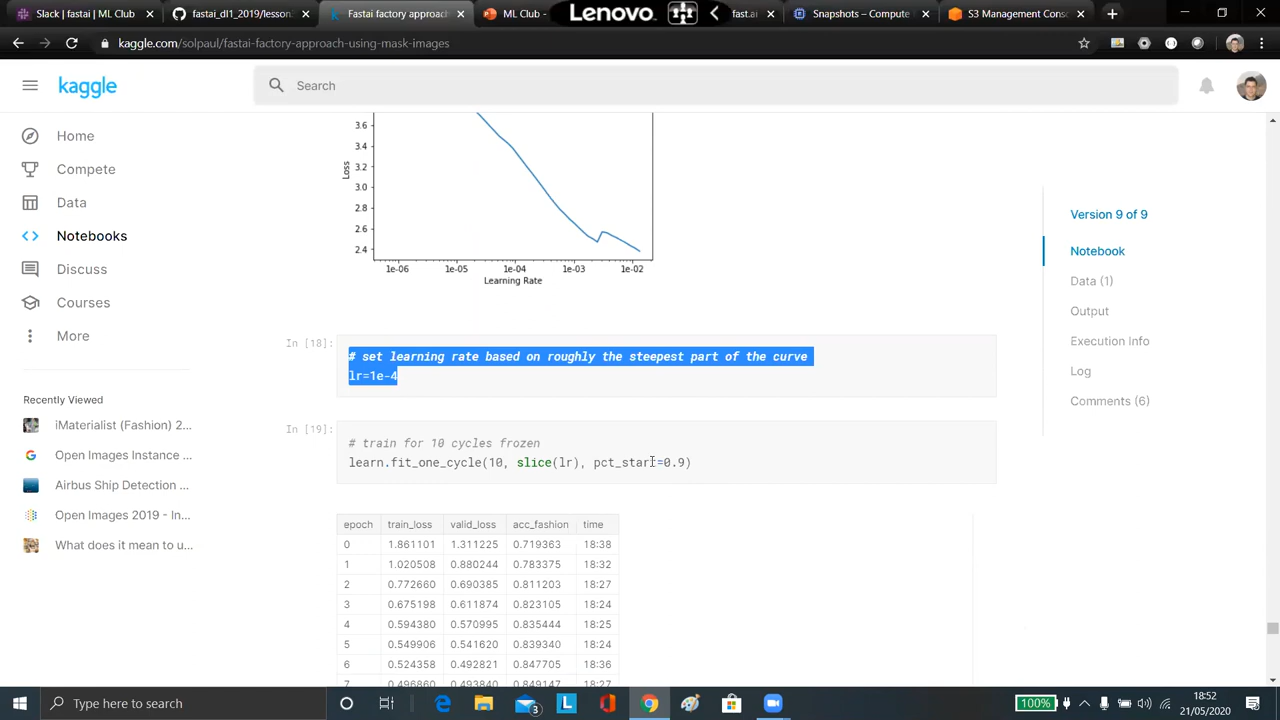 Slack
fastai_dl1_2019/lesson
Fastai factory approach
ML Club -
Lenovo
fast.ai
Snapshots – Compute
S3 Management Cons
kaggle.com/solpaul/fastai-factory-approach-using-mask-images
kaggle
Search
Home
Compete
Data
Notebooks
Discuss
Courses
More
Recently Viewed
iMaterialist (Fashion) 2...
Open Images Instance ...
Airbus Ship Detection ...
Open Images 2019 - In...
What does it mean to u...
3.6
3.4
3.2
3.0
2.8
2.6
2.4
Loss
1e-06 1e-05 1e-04 1e-03 1e-02
Learning Rate
In [18]:
# set learning rate based on roughly the steepest part of the curve
lr=1e-4
In [19]:
# train for 10 cycles frozen
learn.fit_one_cycle(10, slice(lr), pct_start=0.9)
epoch train_loss valid_loss acc_fashion time
0 1.861101 1.311225 0.719363 18:38
1 1.020508 0.880244 0.783375 18:32
2 0.772660 0.690385 0.811203 18:27
3 0.675198 0.611874 0.823105 18:24
4 0.594380 0.570995 0.835444 18:25
5 0.549906 0.541620 0.839340 18:24
6 0.524358 0.492821 0.847705 18:36
7 0.496860 0.493840 0.849147 18:27
Version 9 of 9
Notebook
Data (1)
Output
Execution Info
Log
Comments (6)
Type here to search
3
L
100%
18:52
21/05/2020